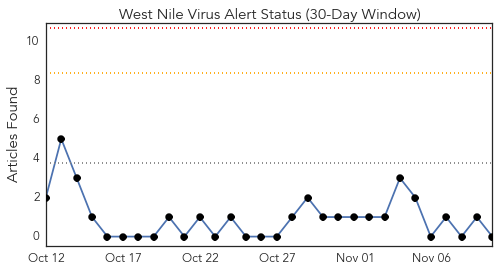 West Nile Virus Alert Status (30-Day Window)
Articles Found
10
8
6
4
2
0
Oct 12
Oct 17
Oct 22
Oct 27
Nov 01
Nov 06